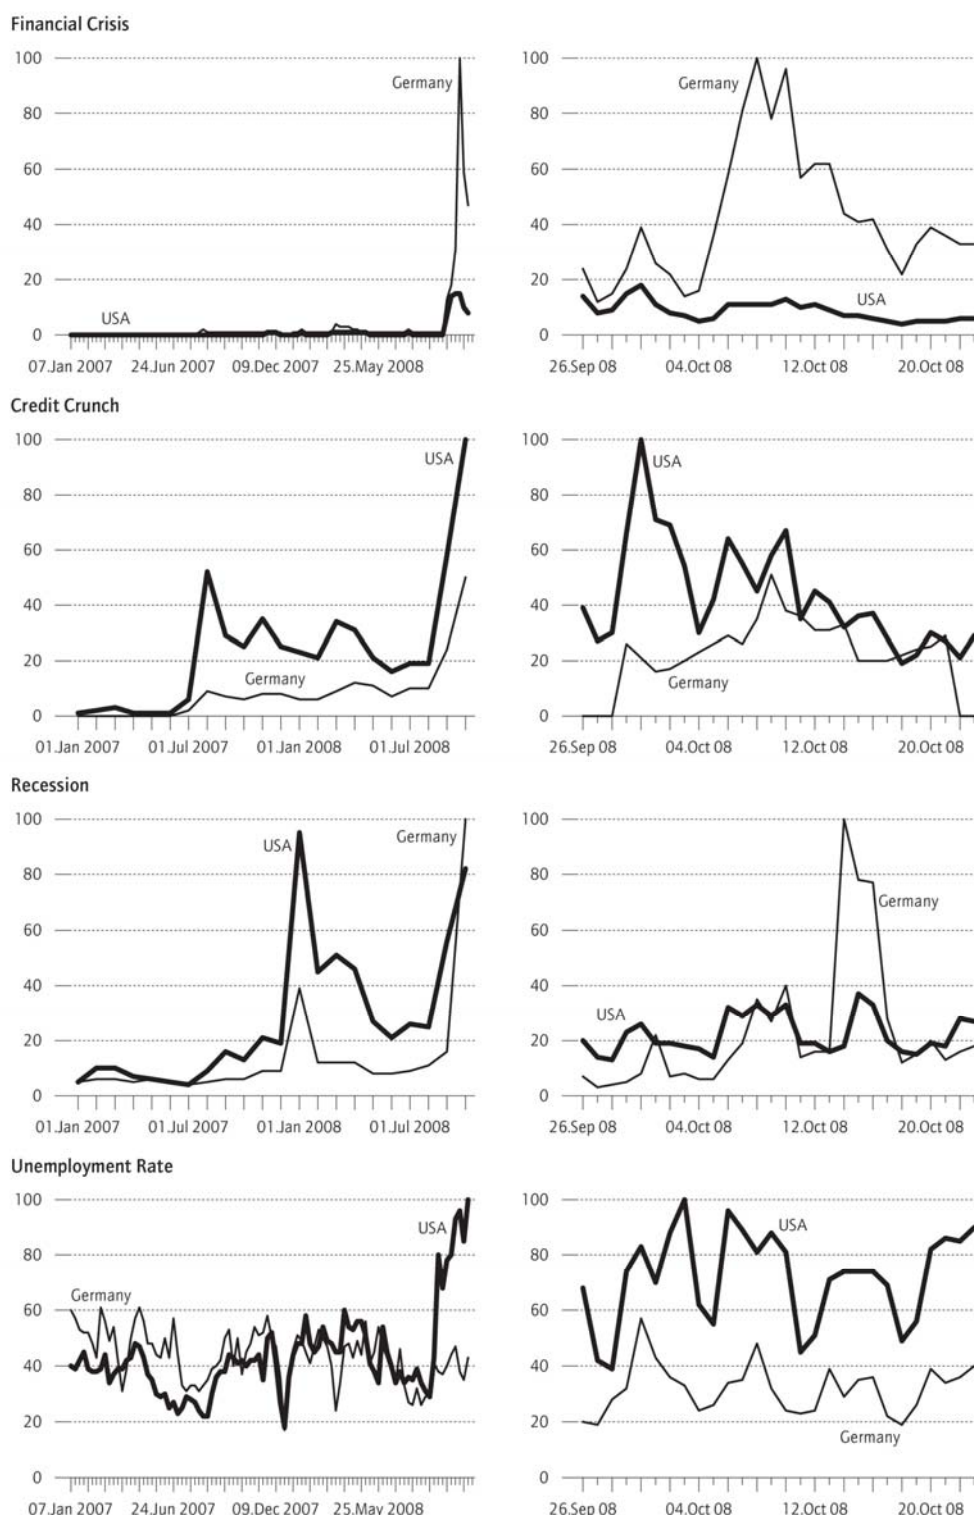 Financial Crisis
100
80
60
40
20
0
Germany
USA
07.Jan 2007 24.Jun 2007 09.Dec 2007 25.May 2008
100
80
60
40
20
0
Germany
USA
26.Sep 08 04.Oct 08 12.Oct 08 20.Oct 08
Credit Crunch
100
80
60
40
20
0
USA
Germany
01.Jan 2007 01.Jul 2007 01.Jan 2008 01.Jul 2008
100
80
60
40
20
0
USA
Germany
26.Sep 08 04.Oct 08 12.Oct 08 20.Oct 08
Recession
100
80
60
40
20
0
USA
Germany
01.Jan 2007 01.Jul 2007 01.Jan 2008 01.Jul 2008
100
80
60
40
20
0
Germany
USA
26.Sep 08 04.Oct 08 12.Oct 08 20.Oct 08
Unemployment Rate
100
80
60
40
20
0
USA
Germany
07.Jan 2007 24.Jun 2007 09.Dec 2007 25.May 2008
100
80
60
40
20
0
USA
Germany
26.Sep 08 04.Oct 08 12.Oct 08 20.Oct 08